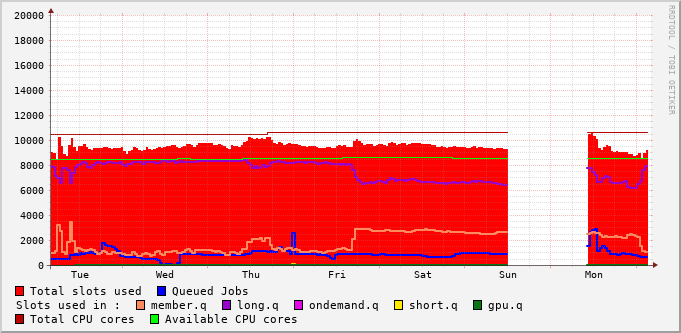 20000
18000
16000
14000
12000
10000
8000
6000
4000
2000
0
Tue Wed Thu Fri Sat Sun Mon
RRDTOOL / TOBI OETIKER
Total slots used Queued Jobs
Slots used in : member.q long.q ondemand.q short.q gpu.q
Total CPU cores Available CPU cores